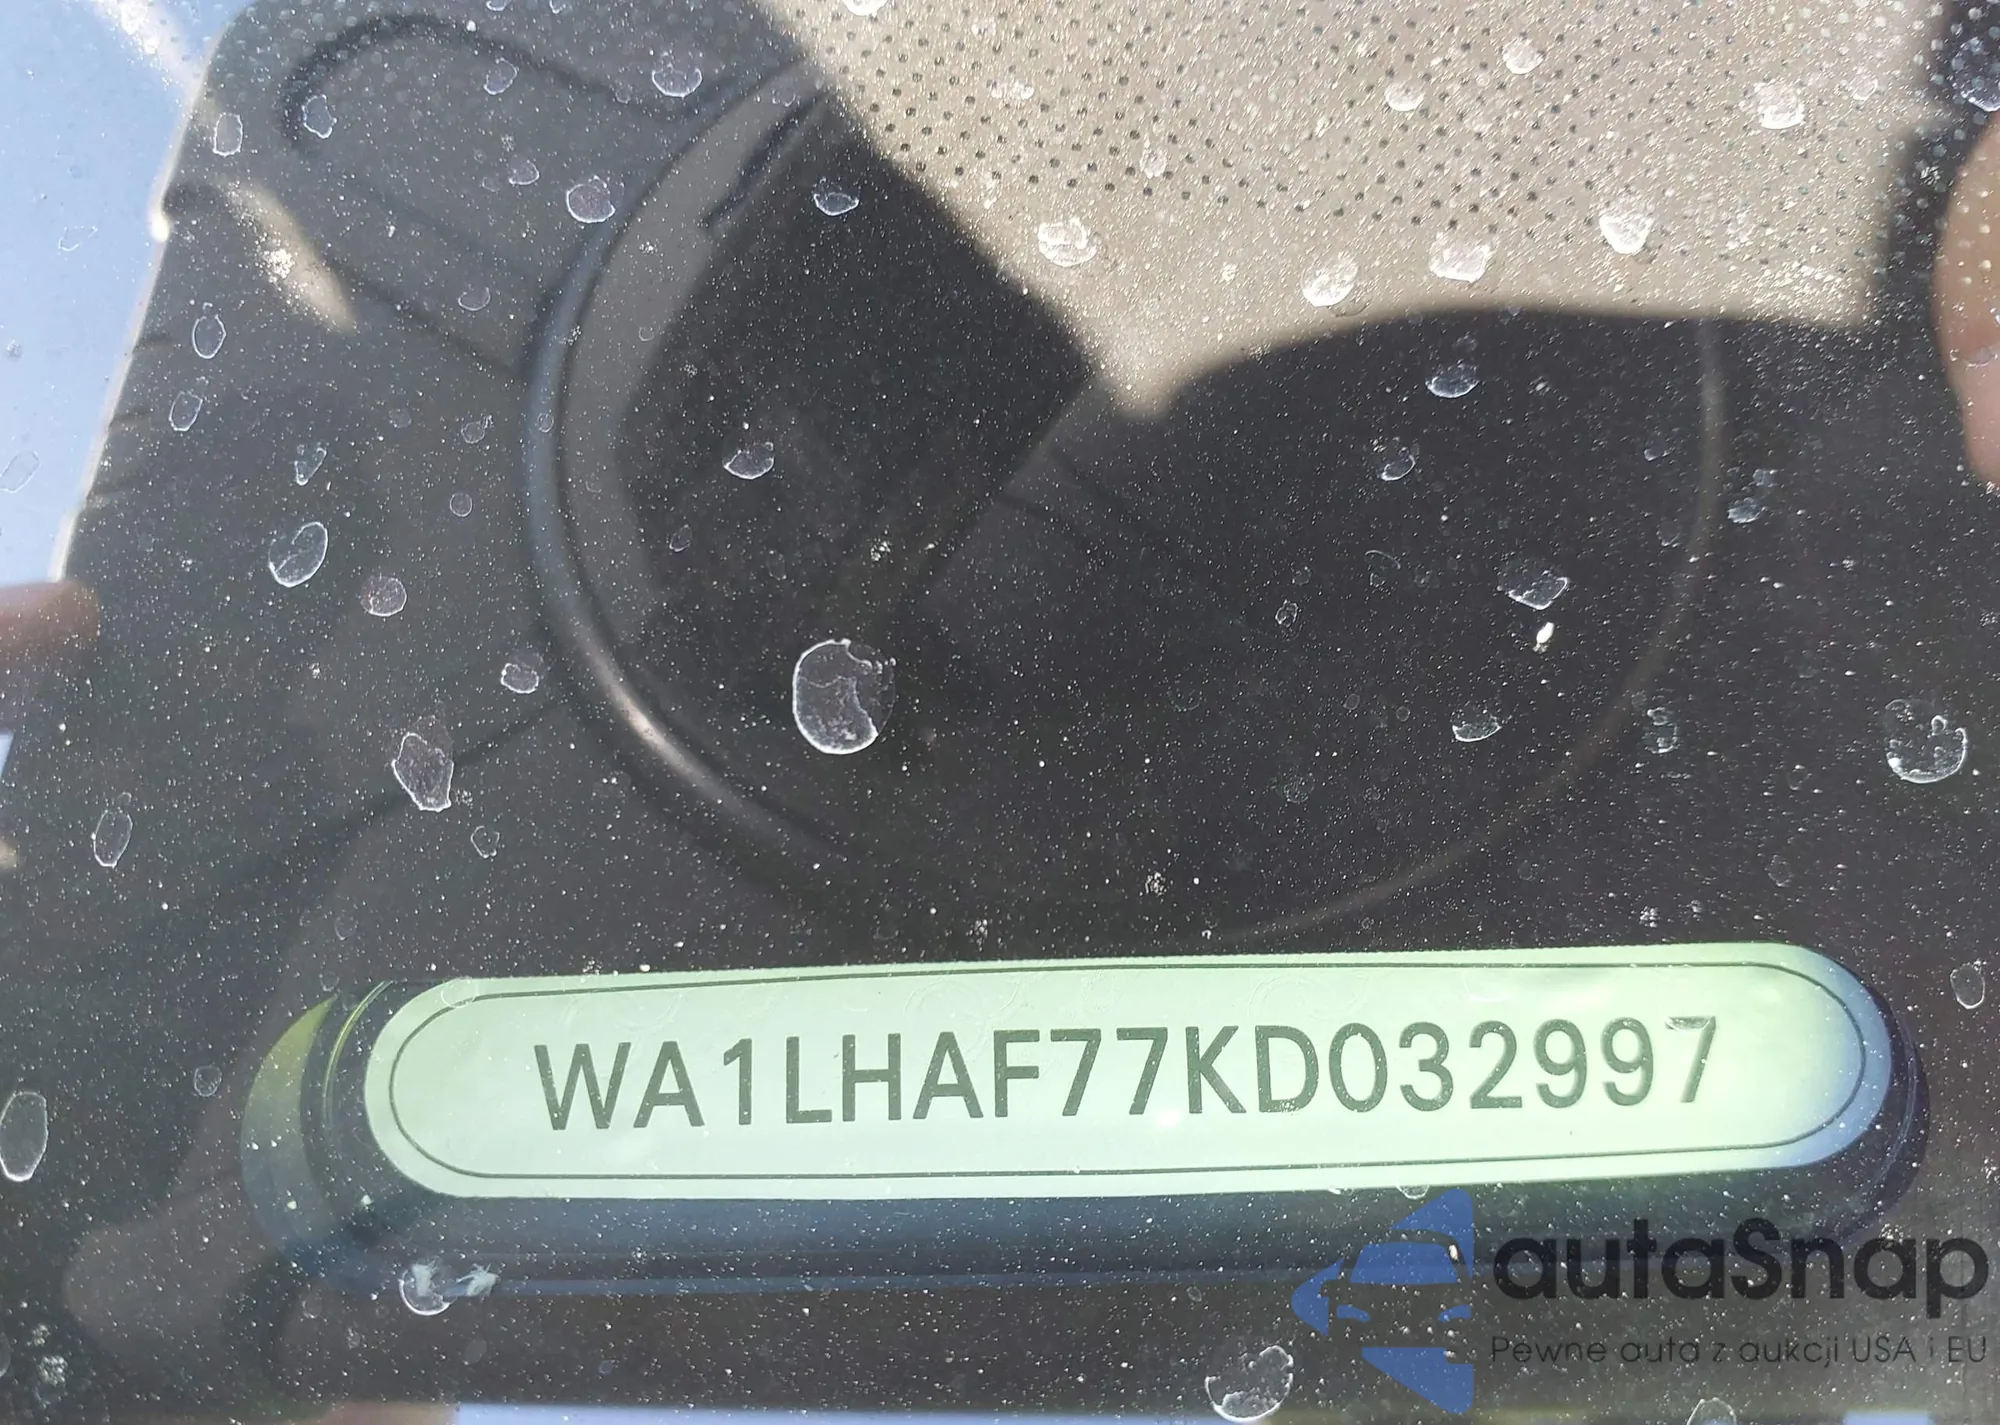 WA1LHAF77KD032997
autaSnap
Pewne auta z aukcji USA i EU